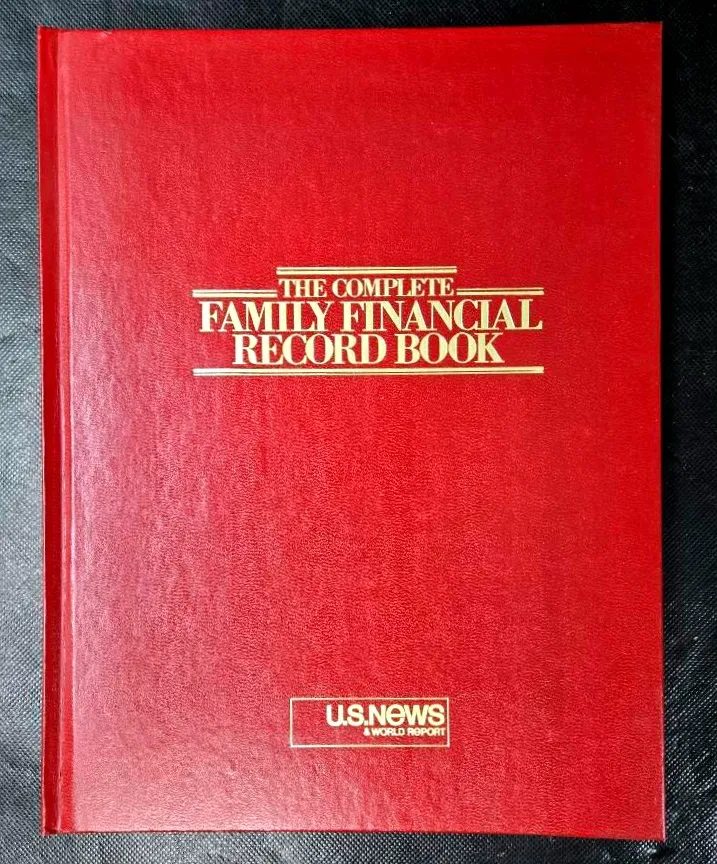 THE COMPLETE
FAMILY FINANCIAL
RECORD BOOK
U.S.NEWS
& WORLD REPORT